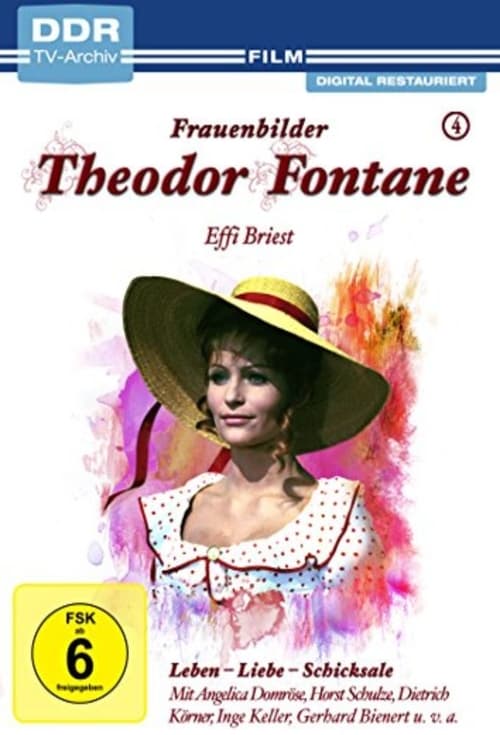 DDR
TV-Archiv
FILM
DIGITAL RESTAURIERT
Frauenbilder
4
Theodor Fontane
Effi Briest
FSK
ab
6
freigegeben
Leben – Liebe – Schicksale
Mit Angelica Domröse, Horst Schulze, Dietrich
Körner, Inge Keller, Gerhard Bienert u. v. a.